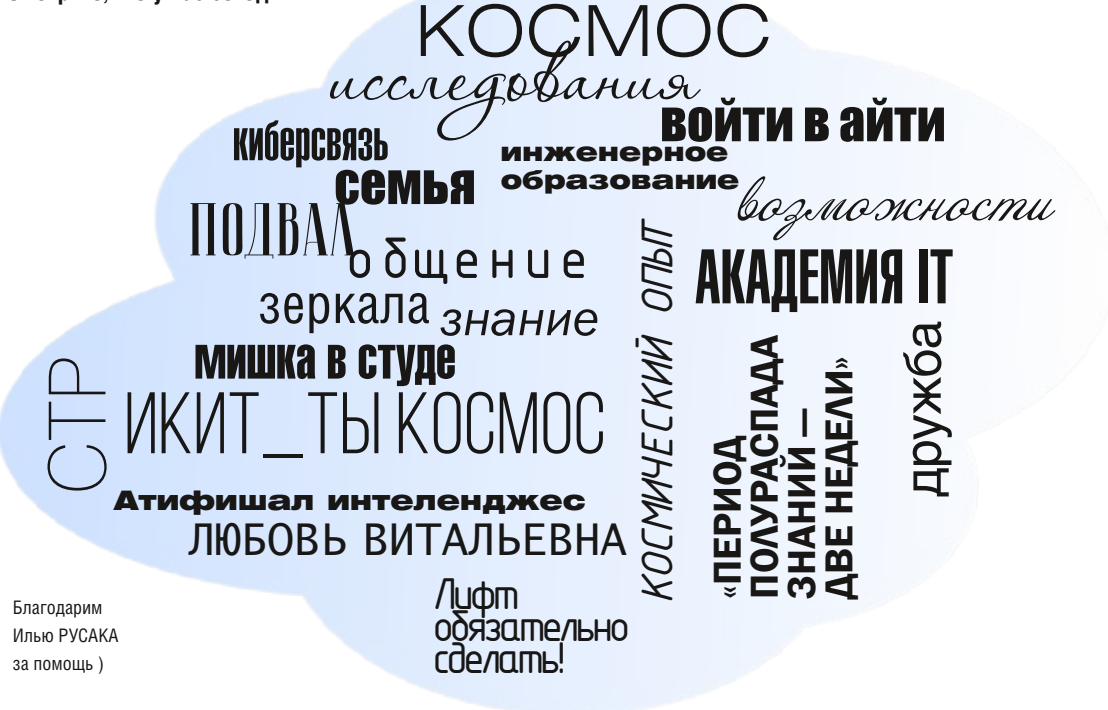 КОСМОС
исследования
войти в айти
киберсвязь
инженерное
образование
семья
возможности
ПОДВАЛ
общение
АКАДЕМИЯ IT
зеркала
знание
КОСМИЧЕСКИЙ ОПЫТ
мишка в студе
дружба
СТР
ИКИТ_ТЫ КОСМОС
«ПЕРИОД
ПОЛУРАСПАДА
ЗНАНИЙ —
ДВЕ НЕДЕЛИ»
Атифишал интеленджес
ЛЮБОВЬ ВИТАЛЬЕВНА
Лифт
обязательно
сделать!
Благодарим
Илью РУСАКА
за помощь )